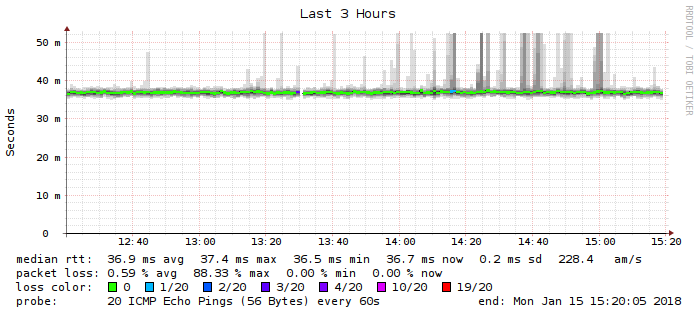 Last 3 Hours
RRDTOOL / TOBI OETIKER
Seconds
50 m
40 m
30 m
20 m
10 m
0
12:40 13:00 13:20 13:40 14:00 14:20 14:40 15:00 15:20
median rtt: 36.9 ms avg 37.4 ms max 36.5 ms min 36.7 ms now 0.2 ms sd 228.4 am/s
packet loss: 0.59 % avg 88.33 % max 0.00 % min 0.00 % now
loss color: 0 1/20 2/20 3/20 4/20 10/20 19/20
probe: 20 ICMP Echo Pings (56 Bytes) every 60s end: Mon Jan 15 15:20:05 2018